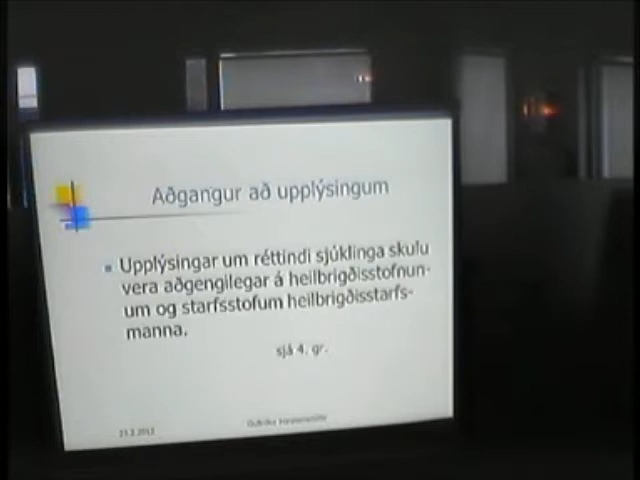 Aðgangur að upplýsingum
Upplýsingar um réttindi sjúklinga skulu
vera aðgengilegar á heilbrigðisstofnun-
um og starfsstofum heilbrigðisstarfs-
manna.
sjá 4. gr.